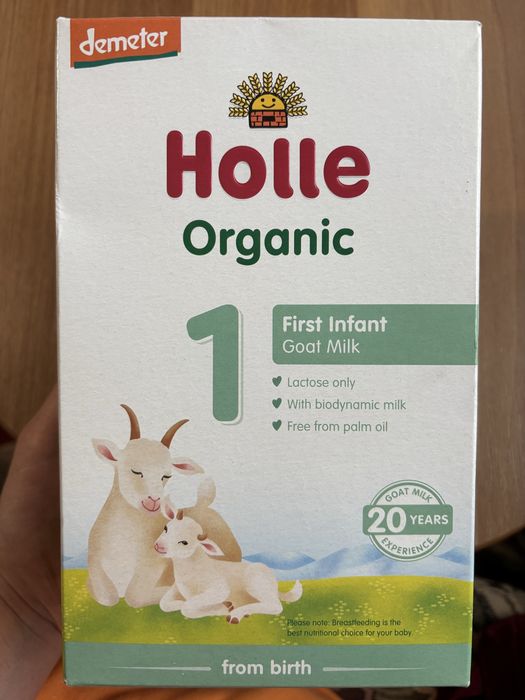 demeter
Holle
Organic
1
First Infant
Goat Milk
Lactose only
With biodynamic milk
Free from palm oil
GOAT MILK
20 YEARS
EXPERIENCE
Please note: Breastfeeding is the
best nutritional choice for your baby.
from birth